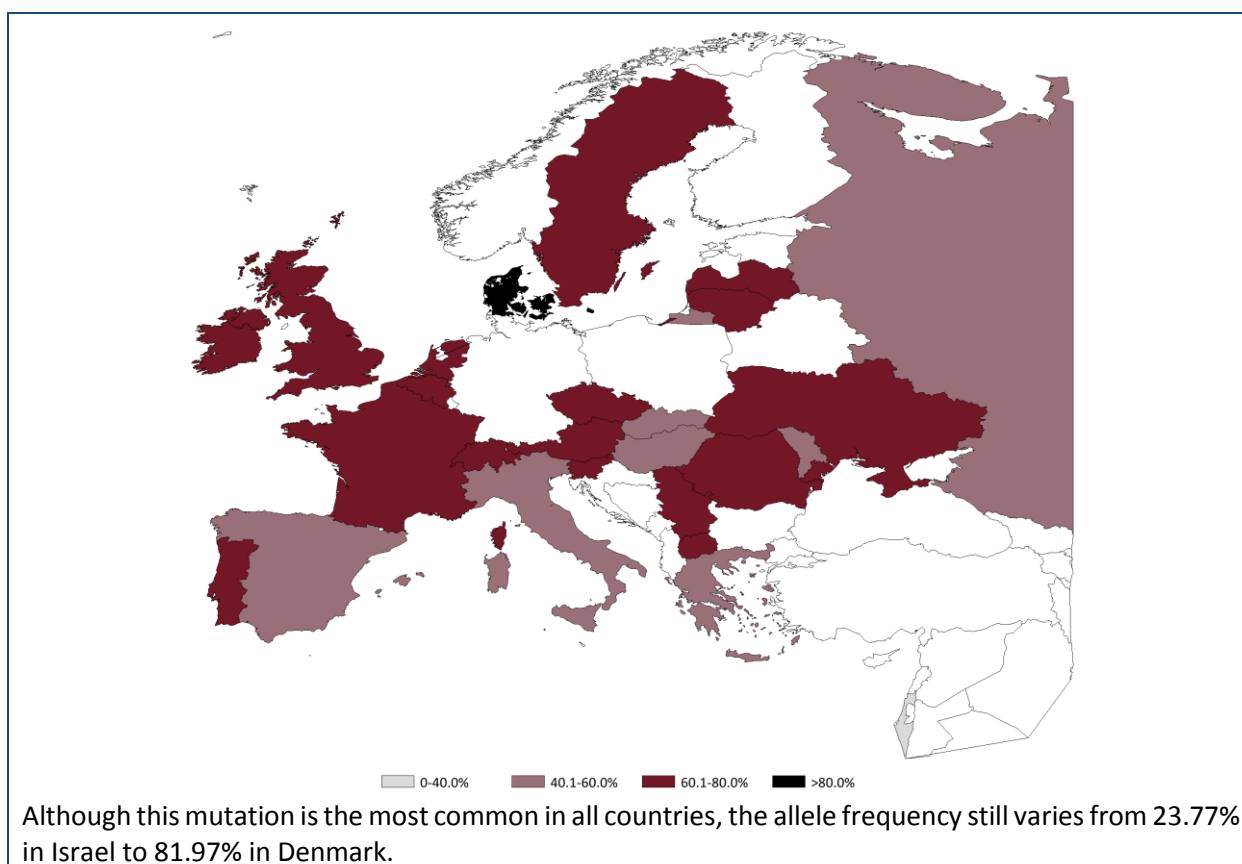 0-40.0% 40.1-60.0% 60.1-80.0% >80.0%
Although this mutation is the most common in all countries, the allele frequency still varies from 23.77%
in Israel to 81.97% in Denmark.